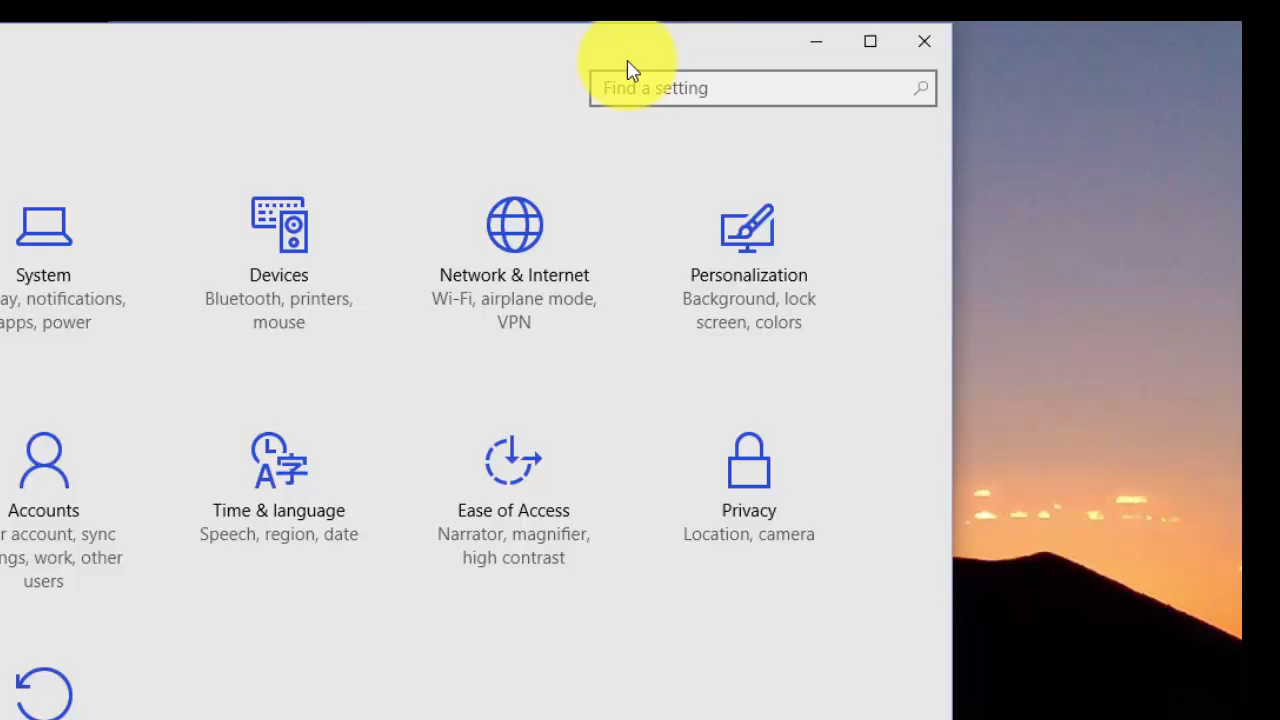 Find a setting
System
Devices
Network & Internet
Personalization
ay, notifications,
apps, power
Bluetooth, printers,
mouse
Wi-Fi, airplane mode,
VPN
Background, lock
screen, colors
Accounts
Time & language
Ease of Access
Privacy
r account, sync
ngs, work, other
users
Speech, region, date
Narrator, magnifier,
high contrast
Location, camera